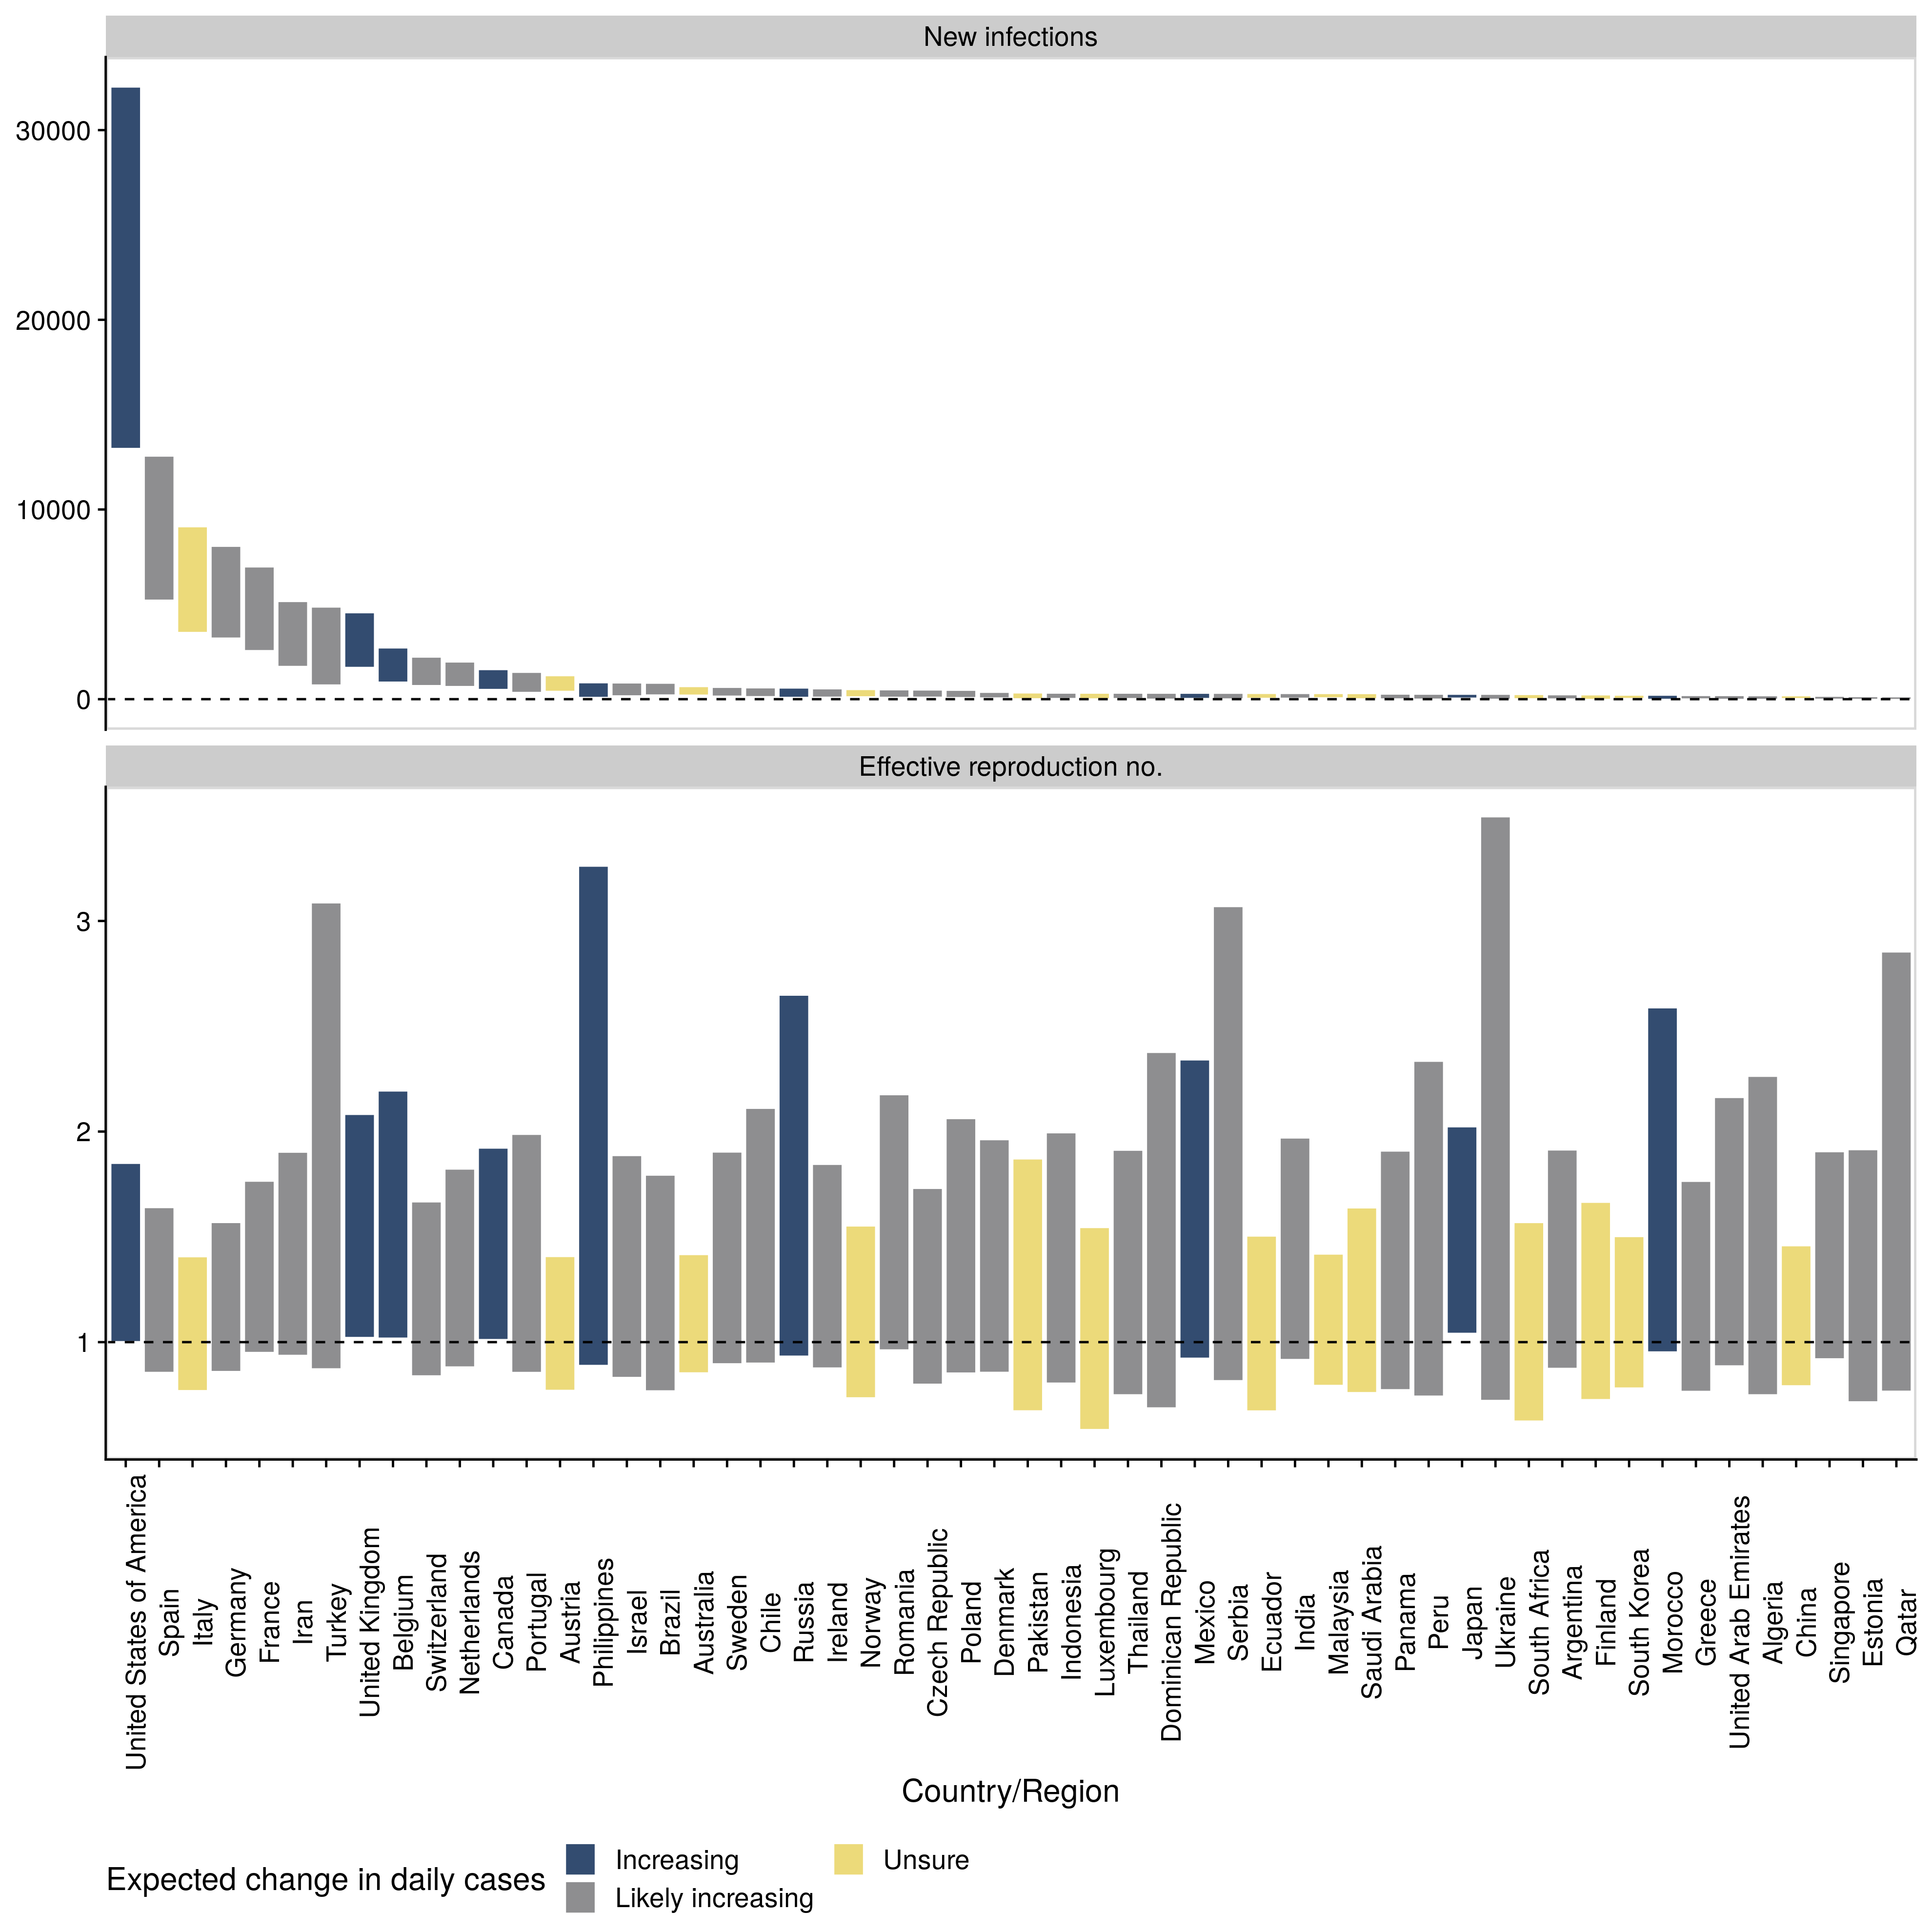 New infections
30000
20000
10000
0
Effective reproduction no.
3
2
1
United States of America
Spain
Italy
Germany
France
Iran
Turkey
United Kingdom
Belgium
Switzerland
Netherlands
Canada
Portugal
Austria
Philippines
Israel
Brazil
Australia
Sweden
Chile
Russia
Ireland
Norway
Romania
Czech Republic
Poland
Denmark
Pakistan
Indonesia
Luxembourg
Thailand
Dominican Republic
Mexico
Serbia
Ecuador
India
Malaysia
Saudi Arabia
Panama
Peru
Japan
Ukraine
South Africa
Argentina
Finland
South Korea
Morocco
Greece
United Arab Emirates
Algeria
China
Singapore
Estonia
Qatar
Country/Region
Expected change in daily cases
Increasing
Likely increasing
Unsure